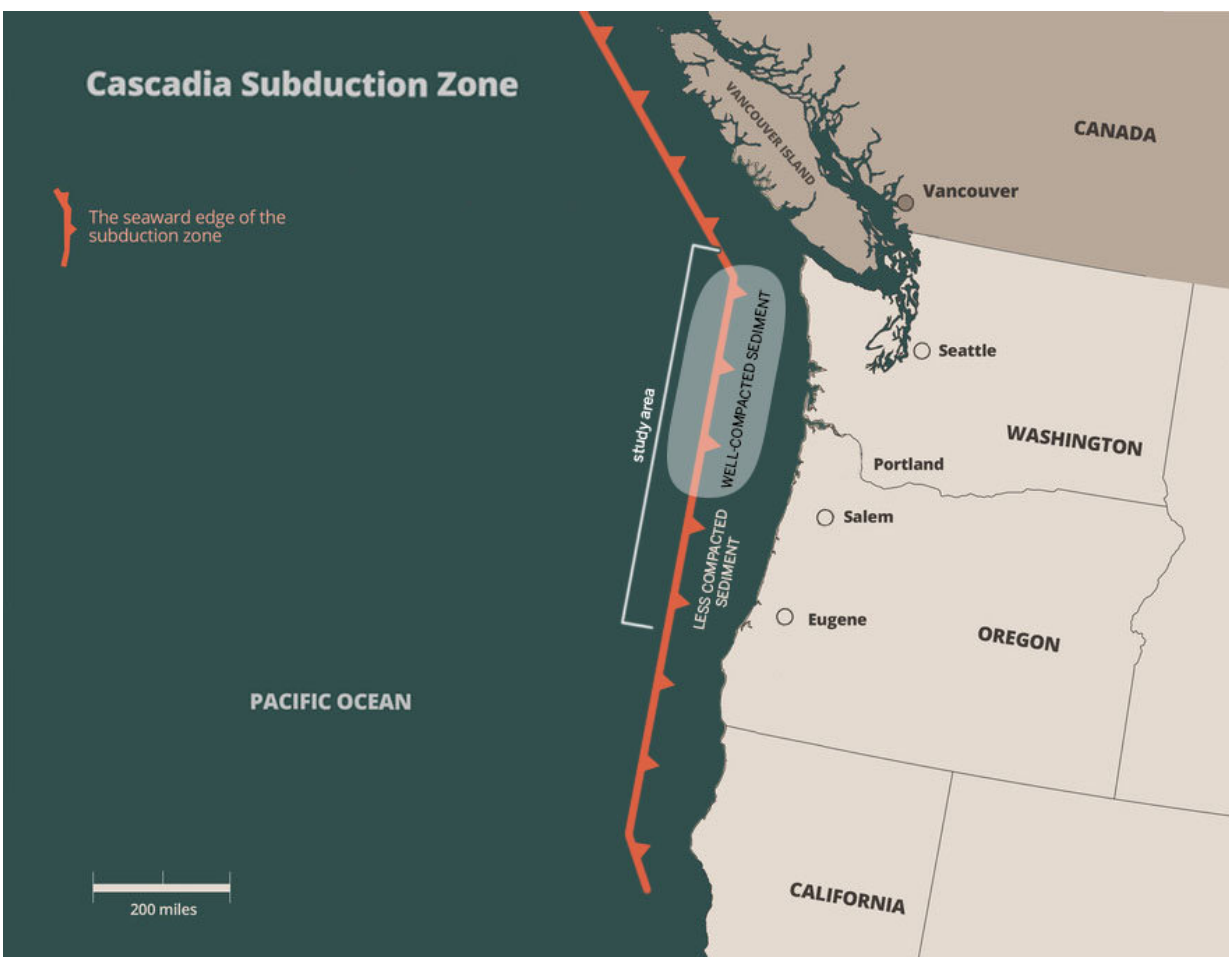 Cascadia Subduction Zone
The seaward edge of the
subduction zone
VANCOUVER ISLAND
CANADA
Vancouver
Seattle
WASHINGTON
Portland
Salem
Eugene
OREGON
CALIFORNIA
study area
WELL-COMPACTED SEDIMENT
LESS COMPACTED
SEDIMENT
PACIFIC OCEAN
200 miles